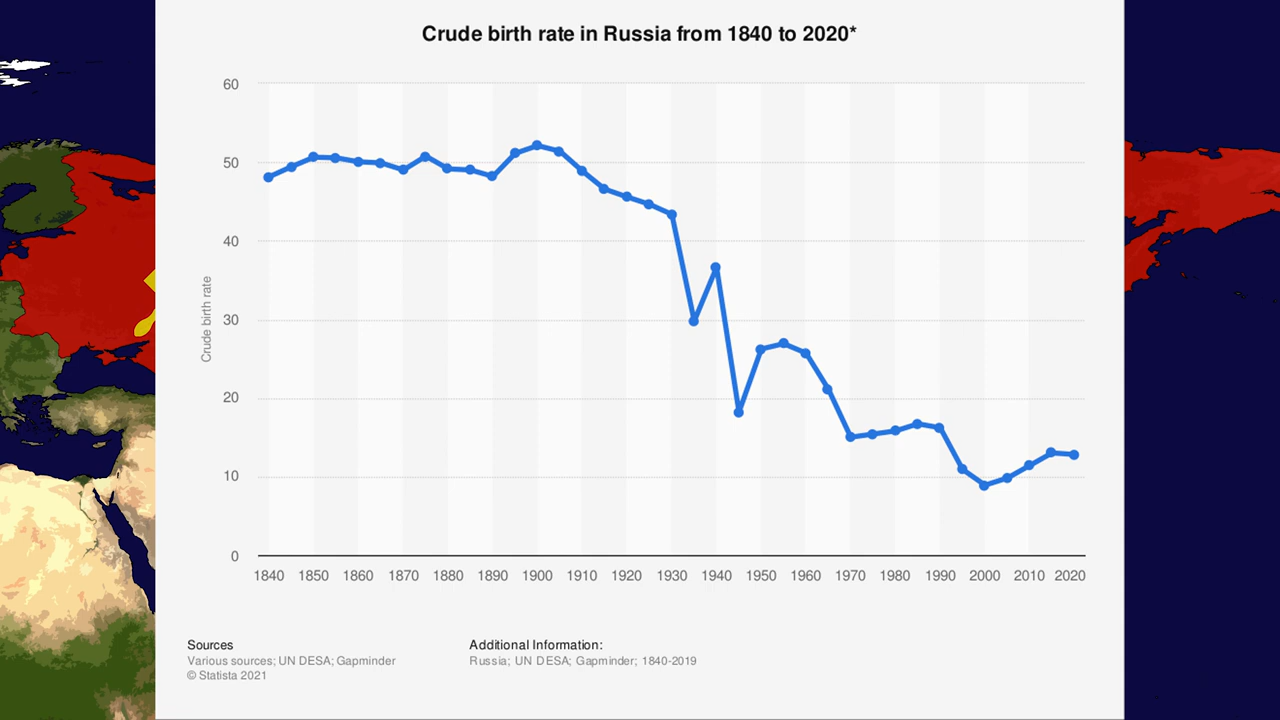 Crude birth rate in Russia from 1840 to 2020*
60
50
40
30
20
10
0
Crude birth rate
1840 1850 1860 1870 1880 1890 1900 1910 1920 1930 1940 1950 1960 1970 1980 1990 2000 2010 2020
Sources
Various sources; UN DESA; Gapminder
© Statista 2021
Additional Information:
Russia; UN DESA; Gapminder; 1840-2019